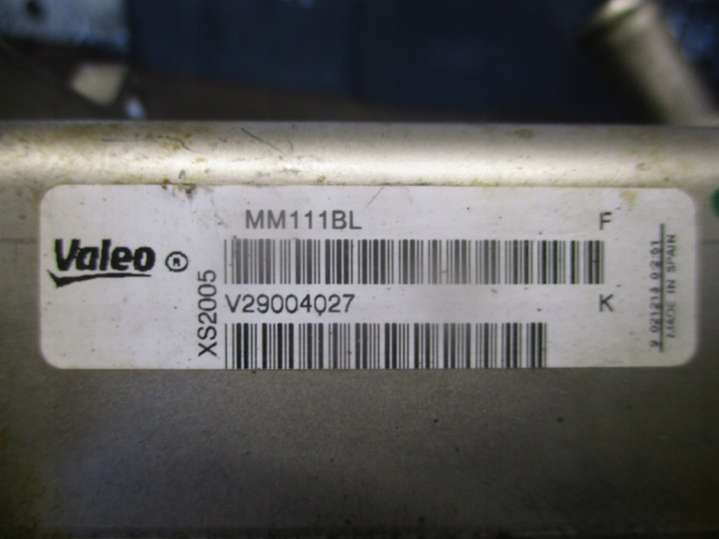 MM111BL F
Valeo ®
XS2005
V29004027 K
MADE IN SPAIN